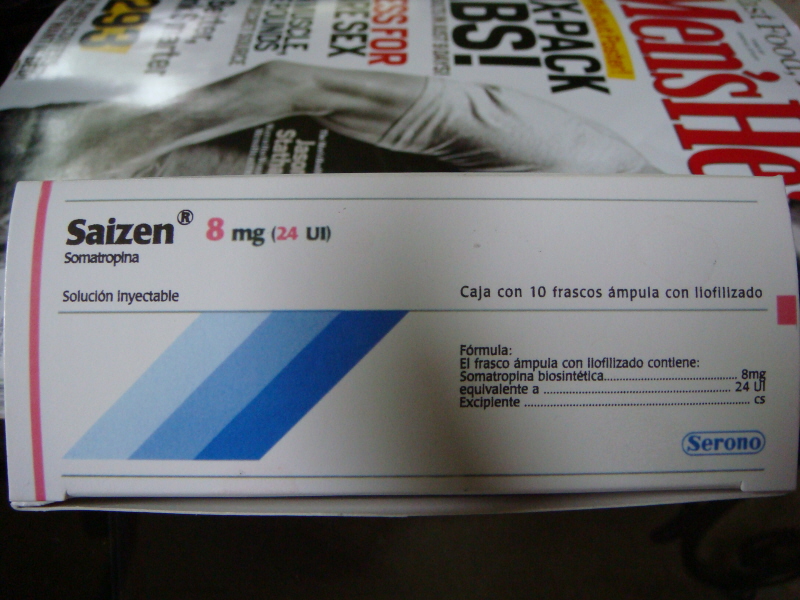 Men'sHe
X-PACK
BS!
ESS FOR
RE SEX
MUSCLE
293!
Saizen® 8 mg (24 UI)
Somatropina
Solución Inyectable
Caja con 10 frascos ámpula con liofilizado
Fórmula:
El frasco ámpula con liofilizado contiene:
Somatropina biosintética................................ 8mg
equivalente a ............................................. 24 UI
Excipiente ...................................................... cs
Serono